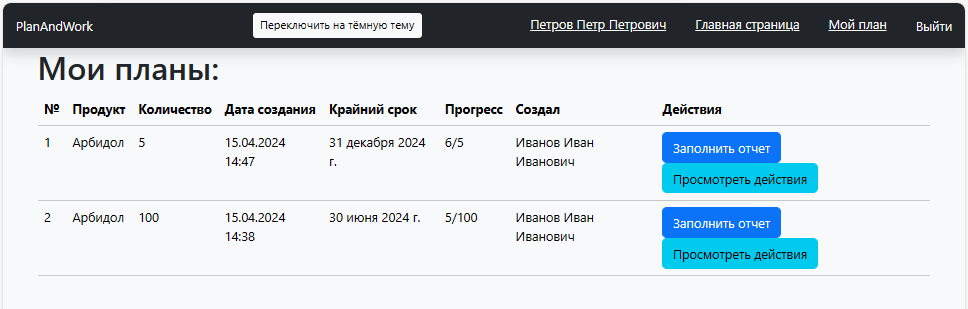 PlanAndWork Переключить на тёмную тему Петров Петр Петрович Главная страница Мой план Выйти
Мои планы:
№ Продукт Количество Дата создания Крайний срок Прогресс Создал Действия
1 Арбидол 5 15.04.2024 31 декабря 2024 6/5 Иванов Иван Заполнить отчет
14:47 г. Иванович Просмотреть действия
2 Арбидол 100 15.04.2024 30 июня 2024 г. 5/100 Иванов Иван Заполнить отчет
14:38 Иванович Просмотреть действия